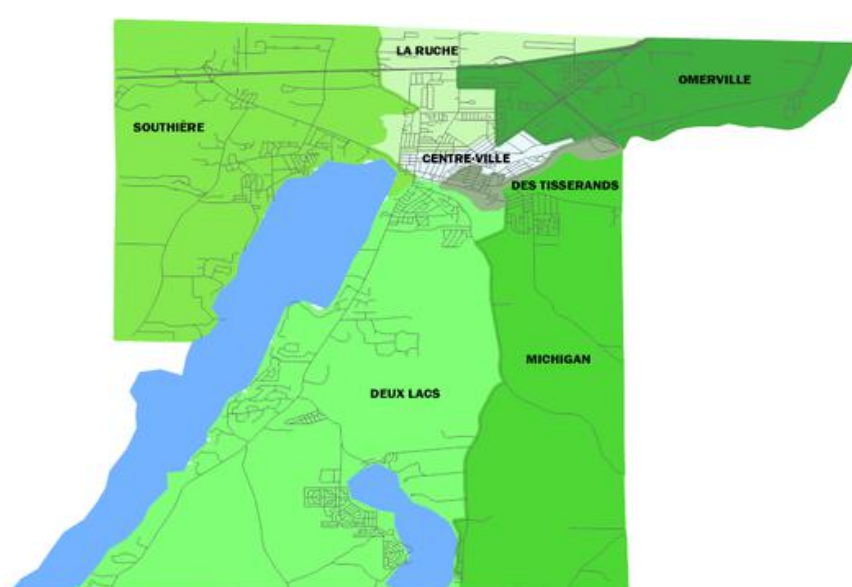 LA RUCHE
OMERVILLE
SOUTHIÈRE
CENTRE-VILLE
DES TISSERANDS
MICHIGAN
DEUX LACS